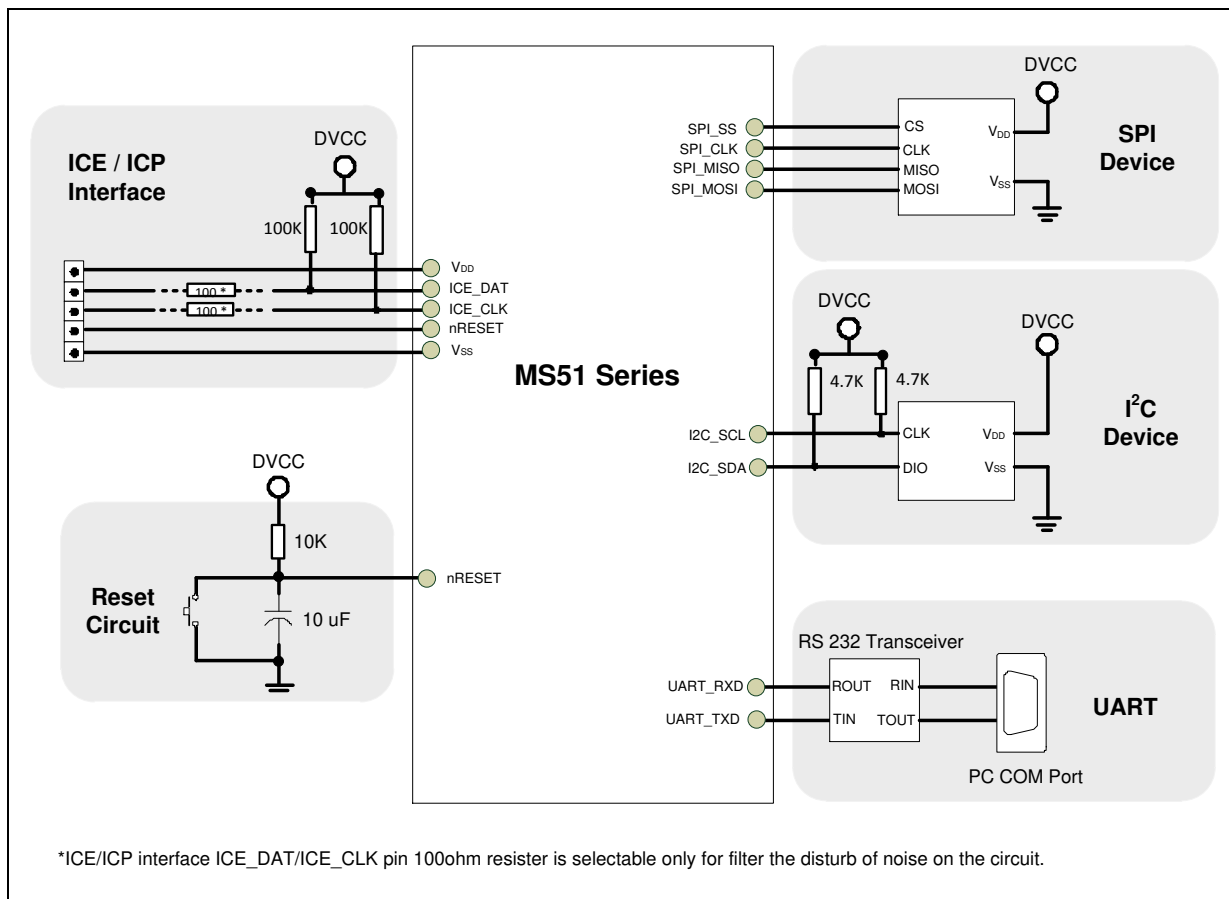 ICE / ICP
Interface
DVCC
100K
100K
100 *
100 *
VDD
ICE_DAT
ICE_CLK
nRESET
VSS
MS51 Series
DVCC
10K
Reset
Circuit
10 uF
nRESET
SPI_SS
SPI_CLK
SPI_MISO
SPI_MOSI
CS
CLK
MISO
MOSI
VDD
VSS
DVCC
SPI
Device
DVCC
4.7K
4.7K
DVCC
I2C_SCL
I2C_SDA
CLK
DIO
VDD
VSS
I²C
Device
RS 232 Transceiver
UART_RXD
UART_TXD
ROUT
RIN
TIN
TOUT
UART
PC COM Port
*ICE/ICP interface ICE_DAT/ICE_CLK pin 100ohm resister is selectable only for filter the disturb of noise on the circuit.